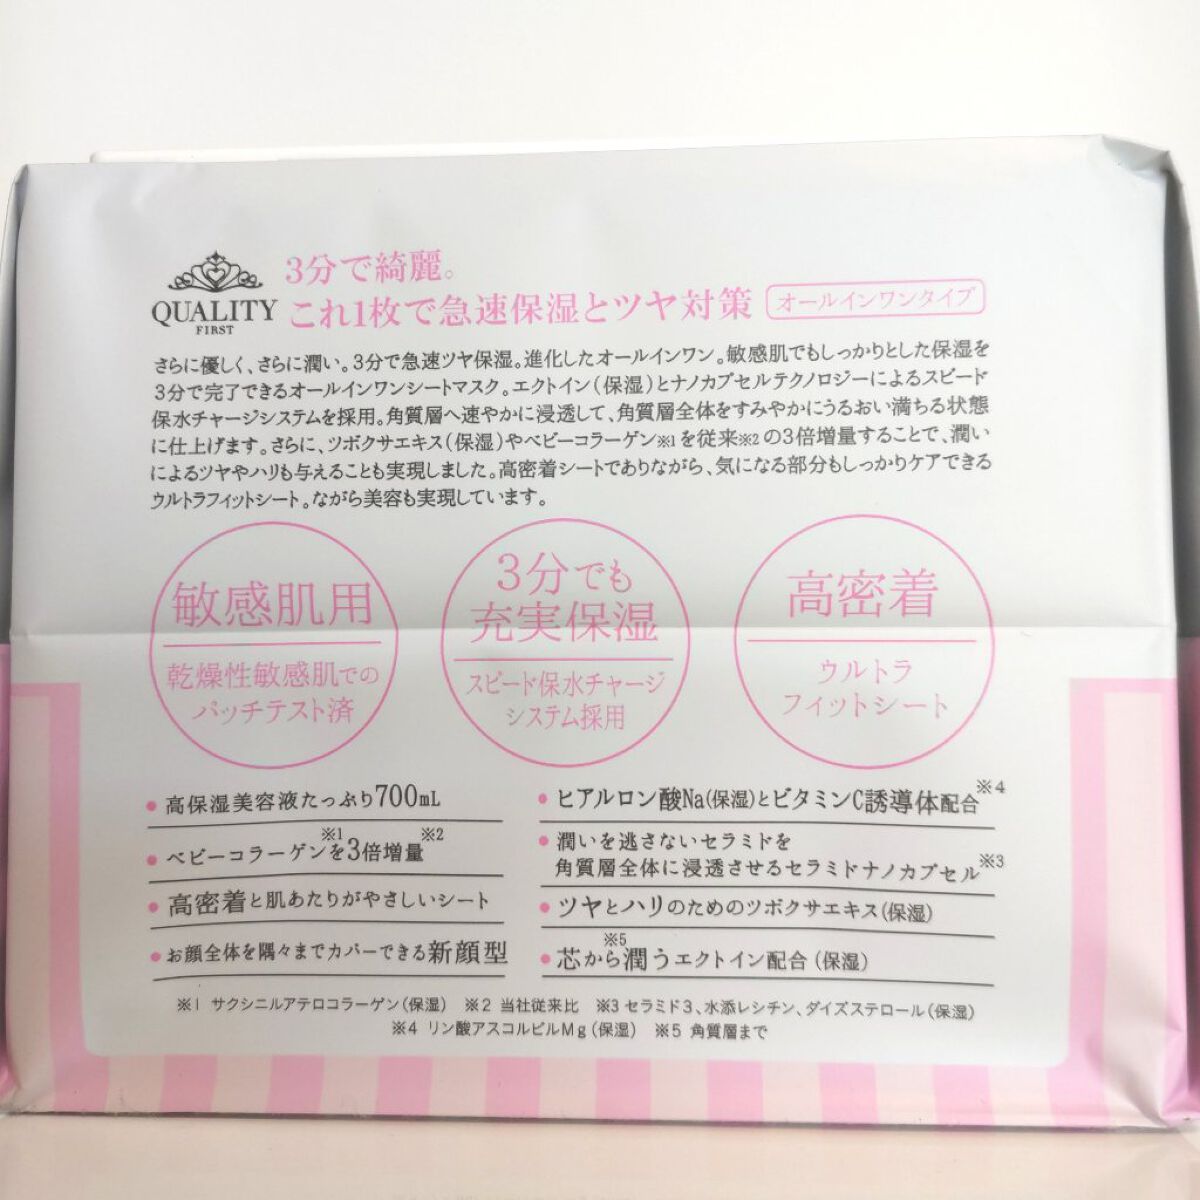 QUALITY
FIRST
3分で綺麗。
これ1枚で急速保湿とツヤ対策
オールインワンタイプ
さらに優しく、さらに潤い。3分で急速ツヤ保湿。進化したオールインワン。敏感肌でもしっかりとした保湿を
3分で完了できるオールインワンシートマスク。エクトイン(保湿)とナノカプセルテクノロジーによるスピード
保水チャージシステムを採用。角質層へ速やかに浸透して、角質層全体をすみやかにうるおい満ちる状態
に仕上げます。さらに、ツボクサエキス(保湿)やベビーコラーゲン※1を従来※2の3倍増量することで、潤い
によるツヤやハリも与えることも実現しました。高密着シートでありながら、気になる部分もしっかりケアできる
ウルトラフィットシート。ながら美容も実現しています。
敏感肌用
乾燥性敏感肌での
パッチテスト済
3分でも
充実保湿
スピード保水チャージ
システム採用
高密着
ウルトラ
フィットシート
• 高保湿美容液たっぷり700mL
• ベビーコラーゲン※1を3倍増量※2
• 高密着と肌あたりがやさしいシート
• お顔全体を隅々までカバーできる新顔型
• ヒアルロン酸Na(保湿)とビタミンC誘導体配合※4
• 潤いを逃さないセラミドを
角質層全体に浸透させるセラミドナノカプセル※3
• ツヤとハリのためのツボクサエキス(保湿)
• 芯から※5潤うエクトイン配合(保湿)
※1 サクシニルアテロコラーゲン(保湿) ※2 当社従来比 ※3 セラミド3、水添レシチン、ダイズステロール(保湿)
※4 リン酸アスコルビルMg(保湿) ※5 角質層まで